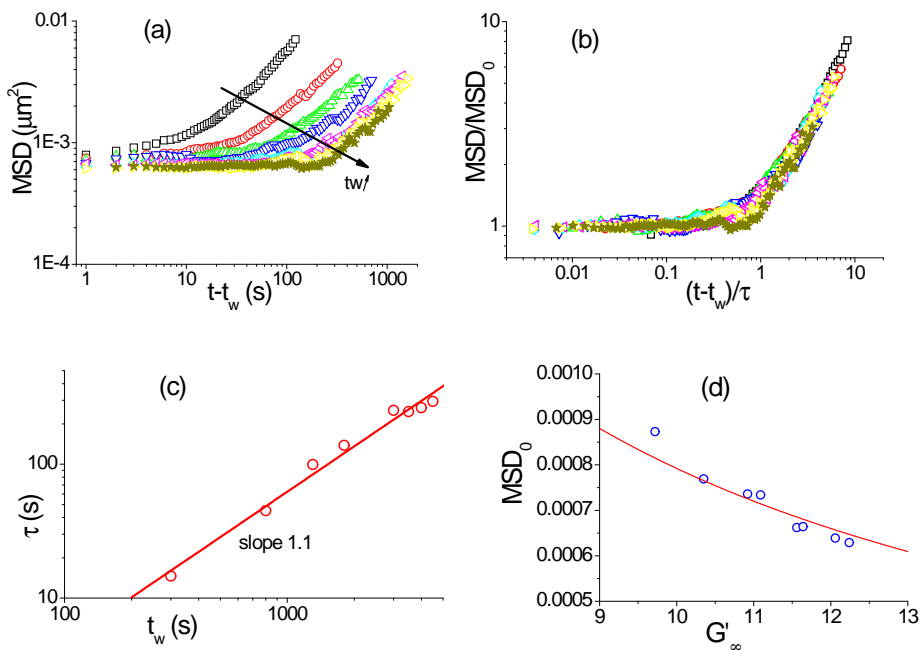 (a)
0.01
1E-3
1E-4
MSD (μm²)
1 10 100 1000
t-t_w (s)
tw/
(b)
10
1
MSD/MSD₀
0.01 0.1 1 10
(t-t_w)/τ
(c)
100
10
τ (s)
slope 1.1
100 1000
t_w (s)
(d)
0.0010
0.0009
0.0008
0.0007
0.0006
0.0005
MSD₀
9 10 11 12 13
G'∞